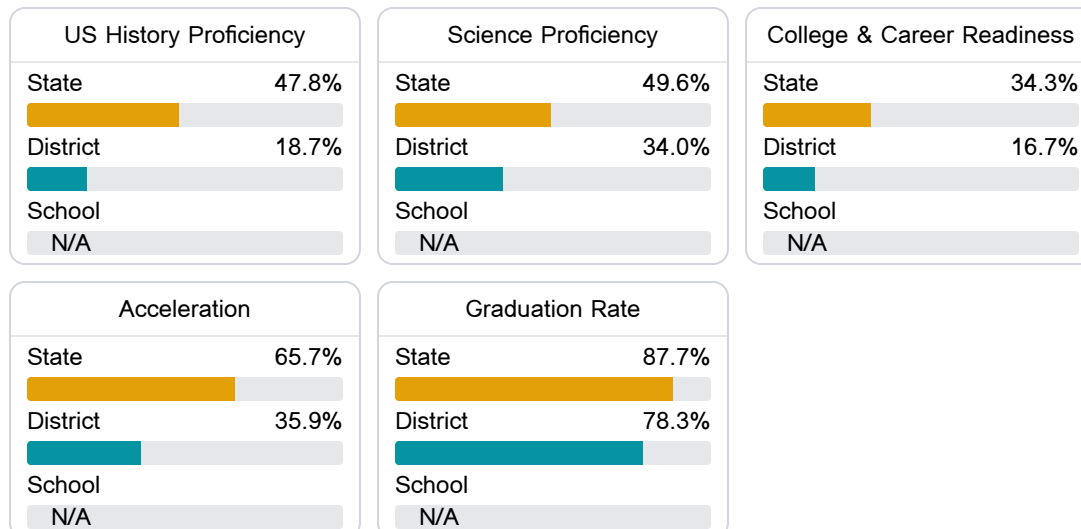 US History Proficiency
State 47.8%
District 18.7%
School
N/A
Science Proficiency
State 49.6%
District 34.0%
School
N/A
College & Career Readiness
State 34.3%
District 16.7%
School
N/A
Acceleration
State 65.7%
District 35.9%
School
N/A
Graduation Rate
State 87.7%
District 78.3%
School
N/A